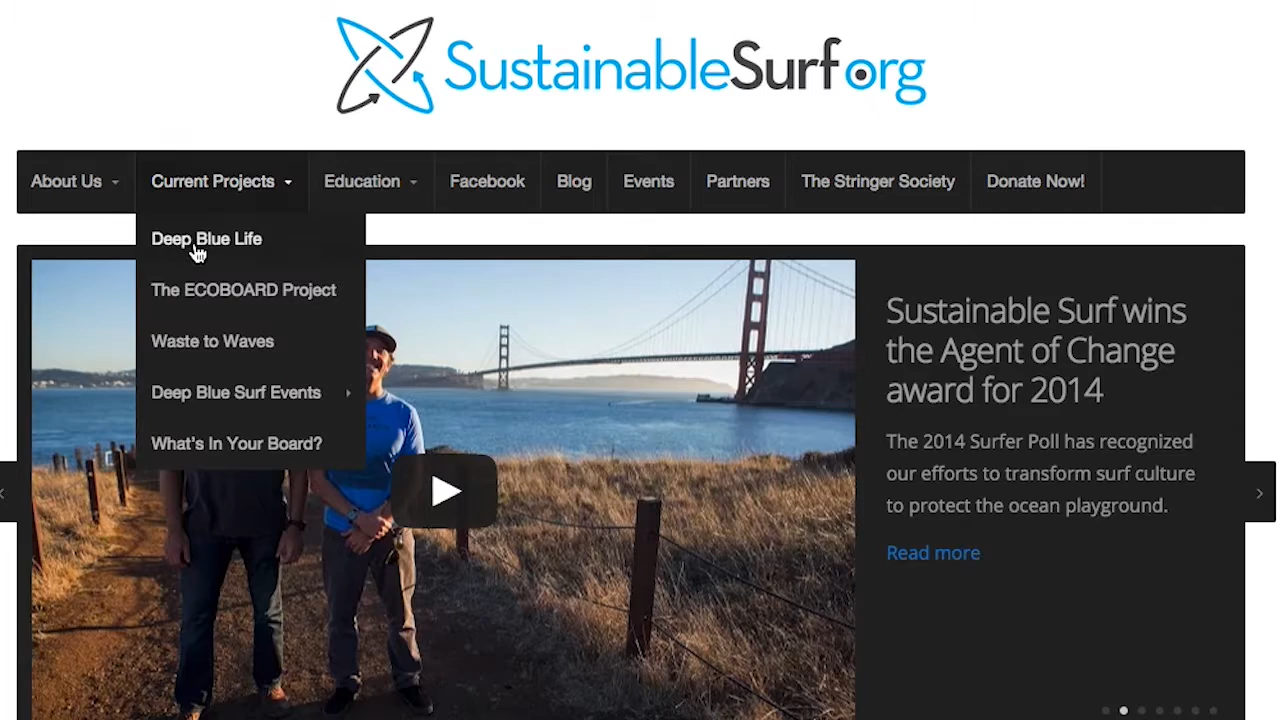 SustainableSurf.org
About Us
Current Projects
Education
Facebook
Blog
Events
Partners
The Stringer Society
Donate Now!
Deep Blue Life
The ECOBOARD Project
Waste to Waves
Deep Blue Surf Events
What's In Your Board?
Sustainable Surf wins
the Agent of Change
award for 2014
The 2014 Surfer Poll has recognized
our efforts to transform surf culture
to protect the ocean playground.
Read more